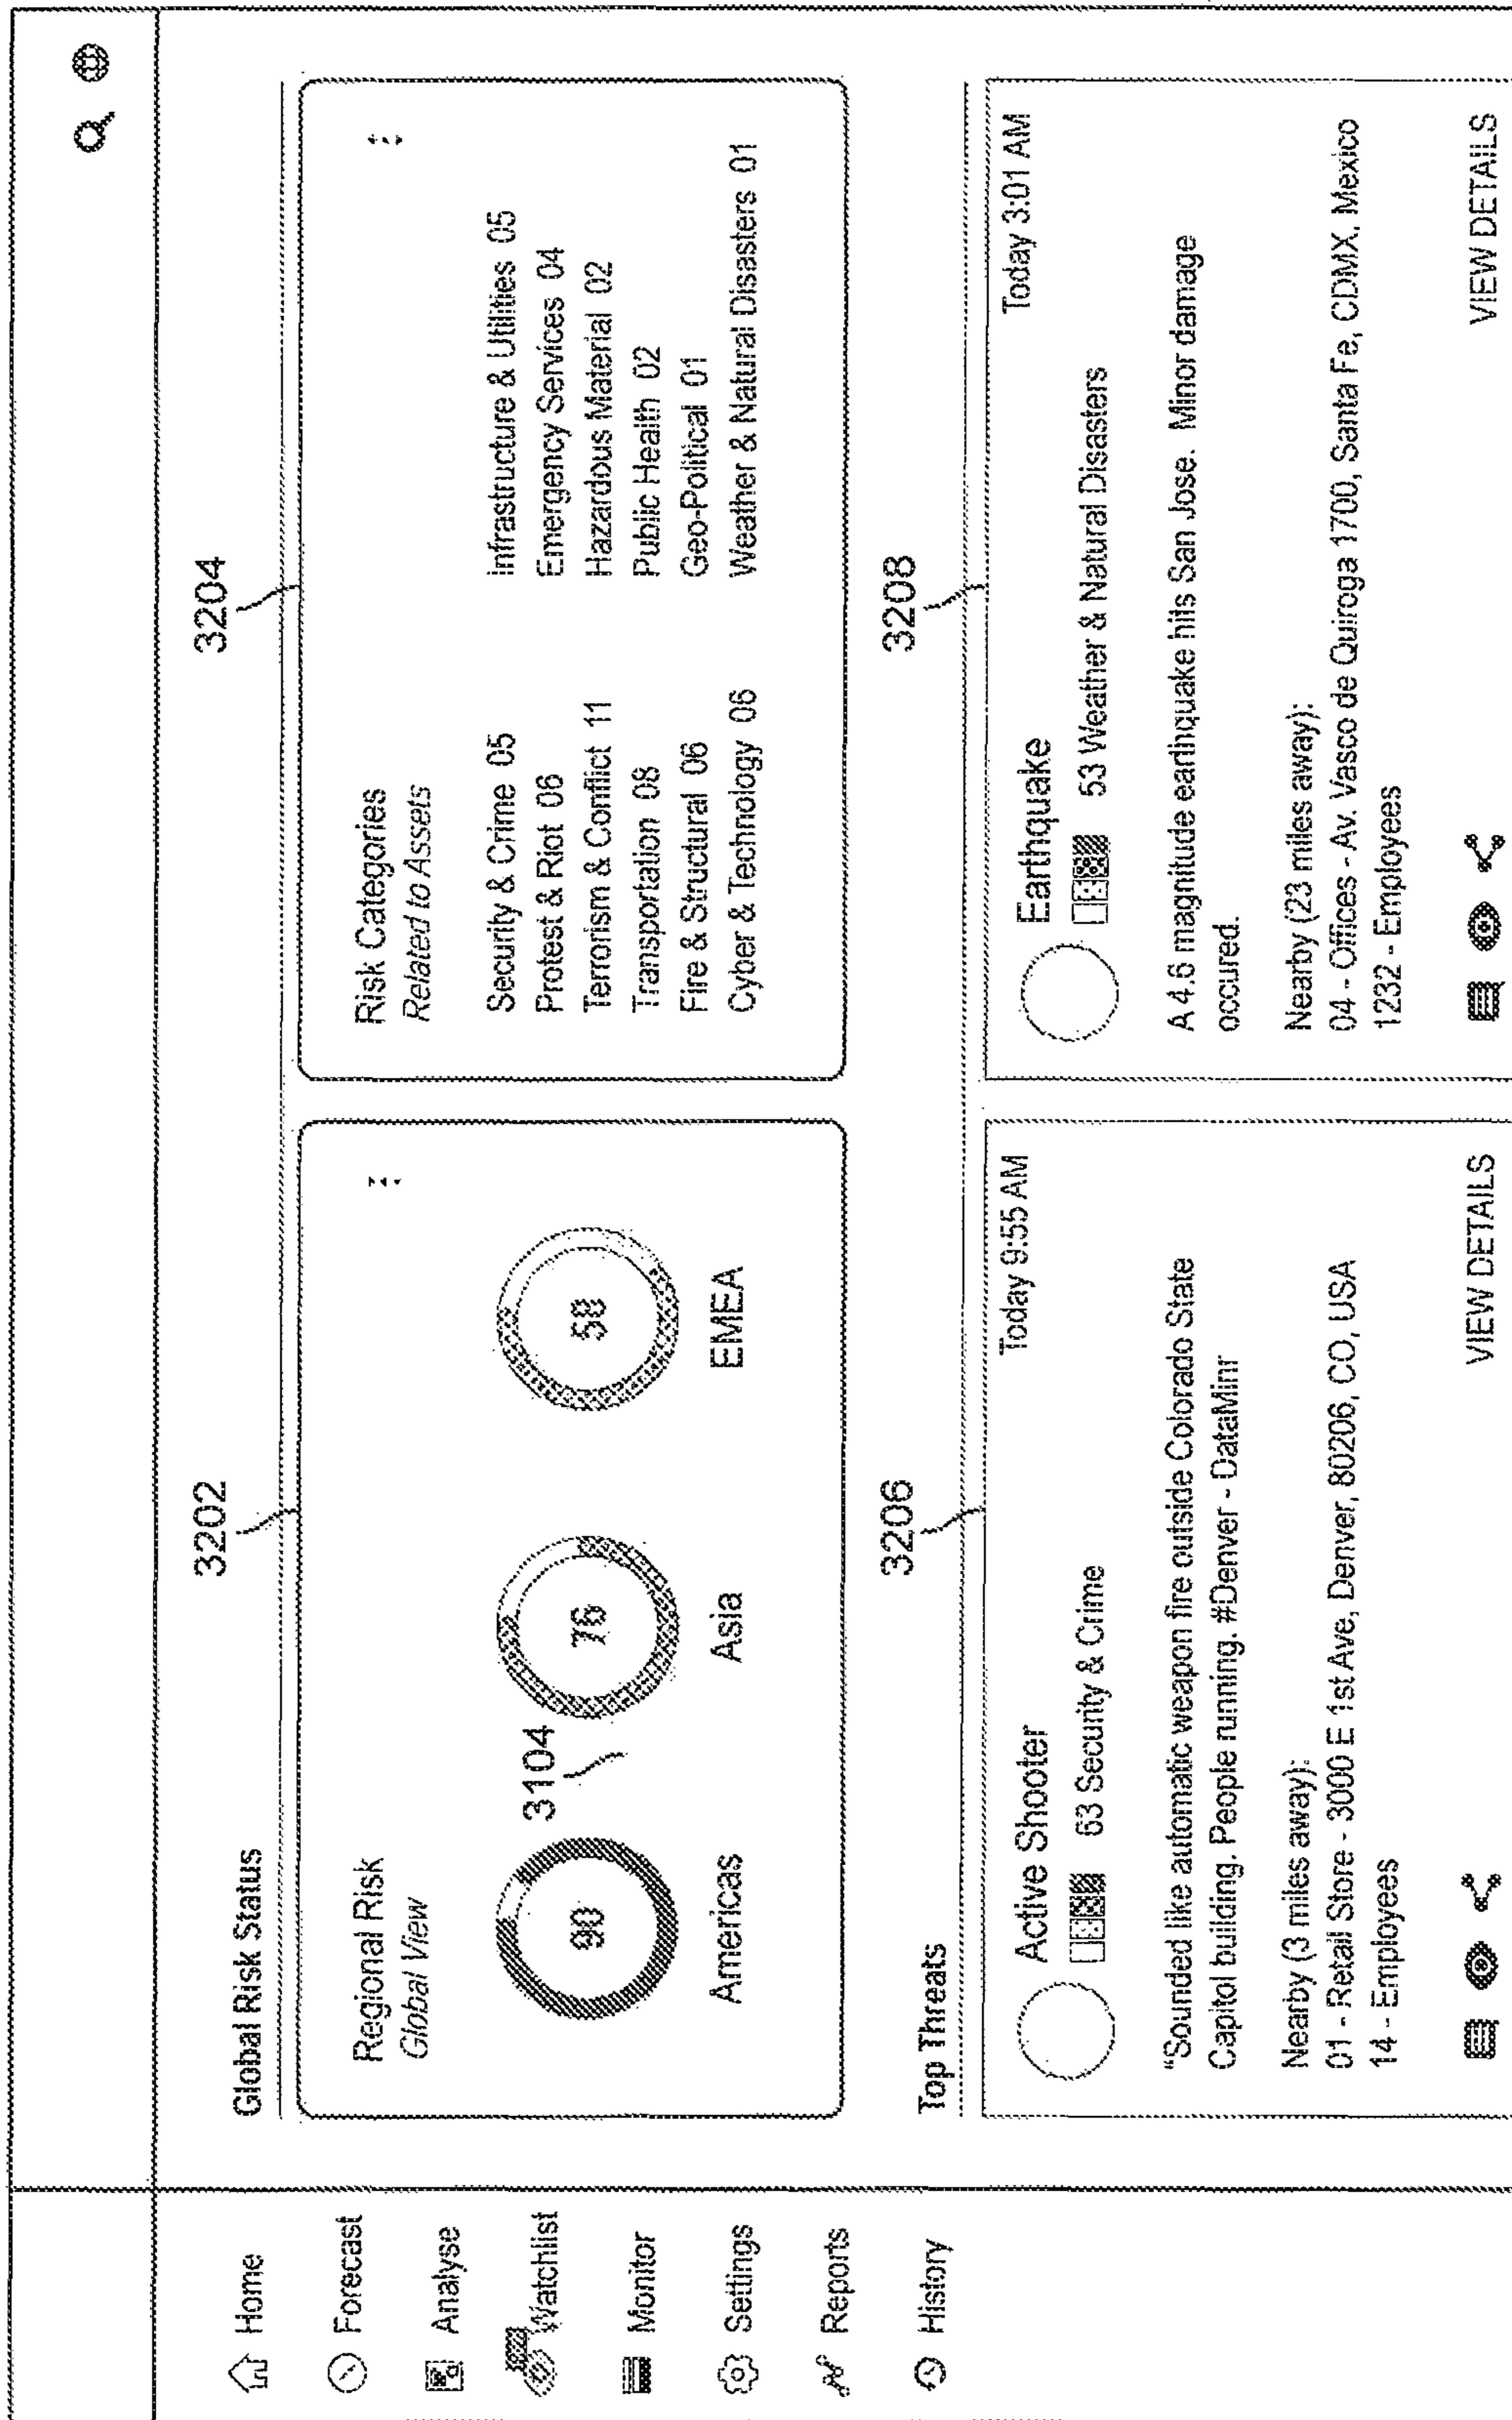 Home
Forecast
Analyse
Watchlist
Monitor
Settings
Reports
History
Global Risk Status
3202
Regional Risk
Global View
3104
90
76
58
Americas
Asia
EMEA
3204
Risk Categories
Related to Assets
Security & Crime 05
Protest & Riot 06
Terrorism & Conflict 11
Transportation 08
Fire & Structural 06
Cyber & Technology 06
Infrastructure & Utilities 05
Emergency Services 04
Hazardous Material 02
Public Health 02
Geo-Political 01
Weather & Natural Disasters 01
Top Threats
3206
Active Shooter
Today 9:55 AM
63 Security & Crime
“Sounded like automatic weapon fire outside Colorado State
Capitol building. People running. #Denver - DataMinr
Nearby (3 miles away):
01 - Retail Store - 3000 E 1st Ave, Denver, 80206, CO, USA
14 - Employees
VIEW DETAILS
3208
Earthquake
Today 3:01 AM
53 Weather & Natural Disasters
A 4.6 magnitude earthquake hits San Jose. Minor damage
occured.
Nearby (23 miles away):
04 - Offices - Av. Vasco de Quiroga 1700, Santa Fe, CDMX, Mexico
1232 - Employees
VIEW DETAILS